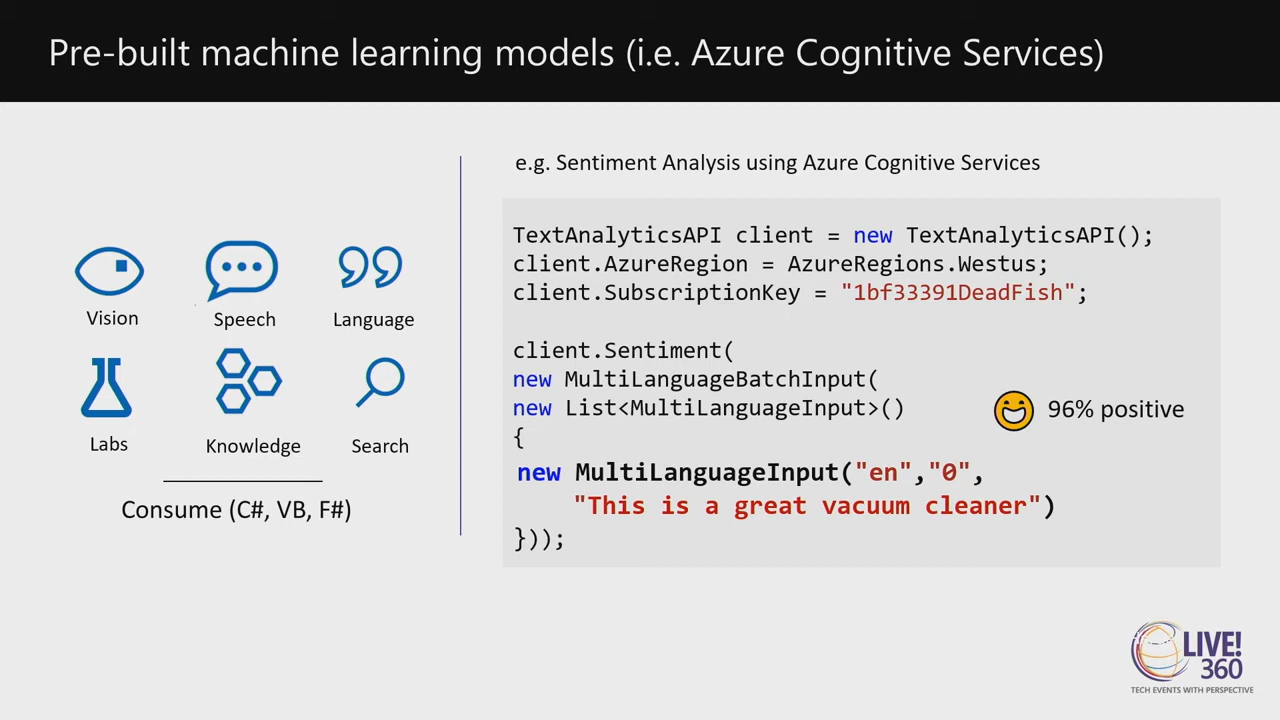 Pre-built machine learning models (i.e. Azure Cognitive Services)
Vision
Speech
Language
Labs
Knowledge
Search
Consume (C#, VB, F#)
e.g. Sentiment Analysis using Azure Cognitive Services
TextAnalyticsAPI client = new TextAnalyticsAPI();
client.AzureRegion = AzureRegions.Westus;
client.SubscriptionKey = "1bf33391DeadFish";
client.Sentiment(
new MultiLanguageBatchInput(
new List<MultiLanguageInput>()
{
new MultiLanguageInput("en","0",
"This is a great vacuum cleaner")
}));
96% positive
LIVE!
360
TECH EVENTS WITH PERSPECTIVE